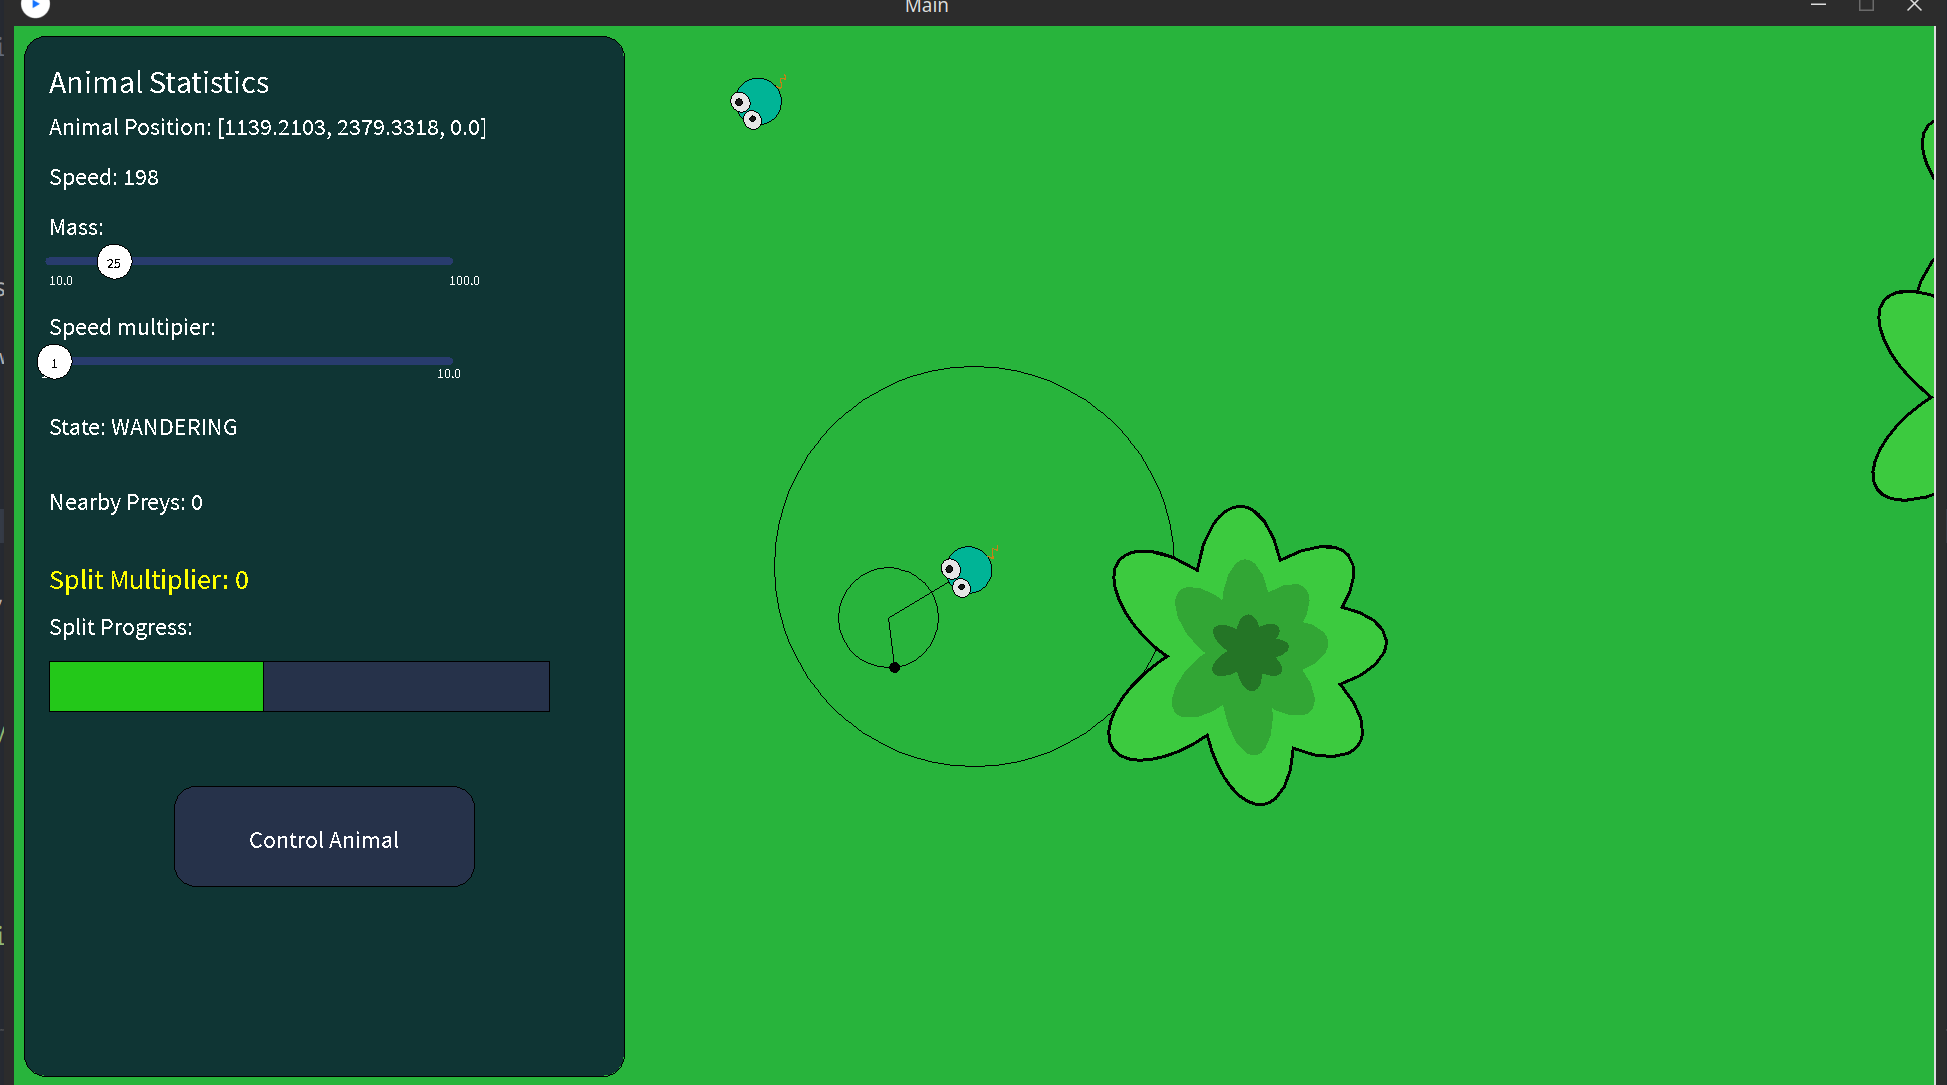 Main
Animal Statistics
Animal Position: [1139.2103, 2379.3318, 0.0]
Speed: 198
Mass:
25
10.0 100.0
Speed multipier:
1
10.0
State: WANDERING
Nearby Preys: 0
Split Multiplier: 0
Split Progress:
Control Animal